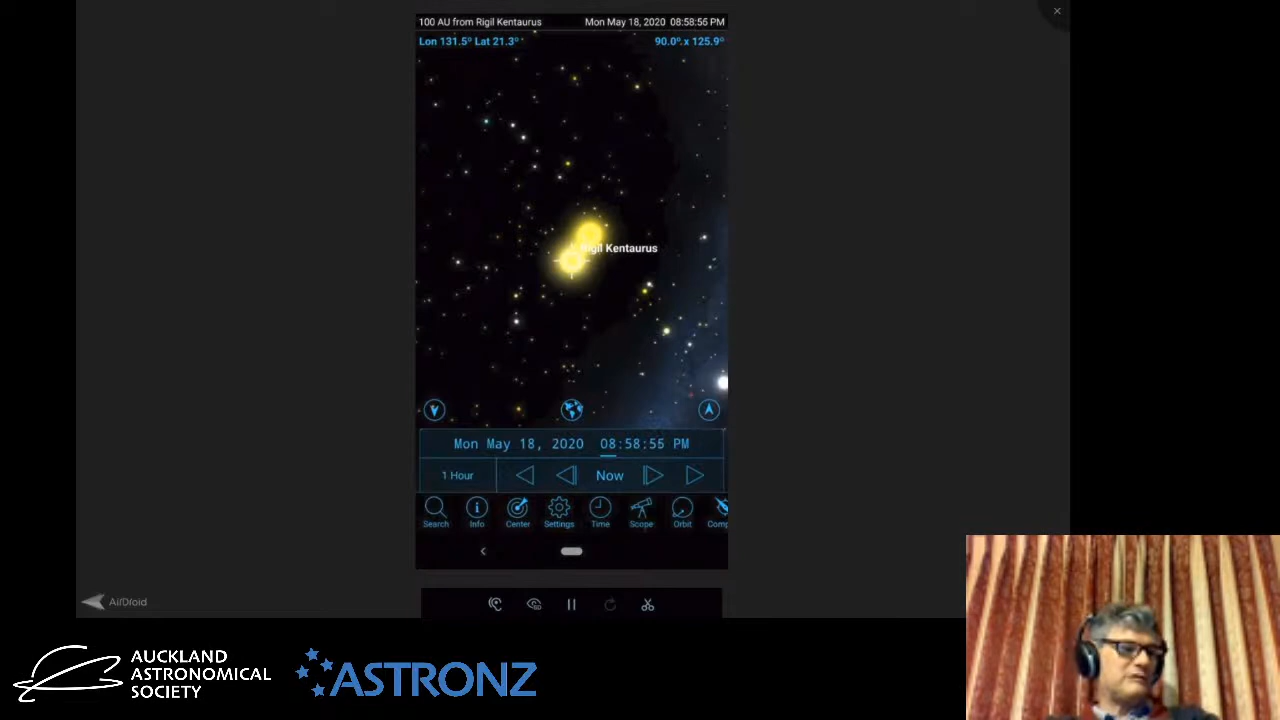 100 AU from Rigil Kentaurus Mon May 18, 2020 08:58:56 PM
Lon 131.5° Lat 21.3° 90.0° x 125.9°
Rigil Kentaurus
Mon May 18, 2020 08:58:55 PM
1 Hour Now
Search Info Center Settings Time Scope Orbit Comp
AirDroid
AUCKLAND
ASTRONOMICAL
SOCIETY
ASTRONZ